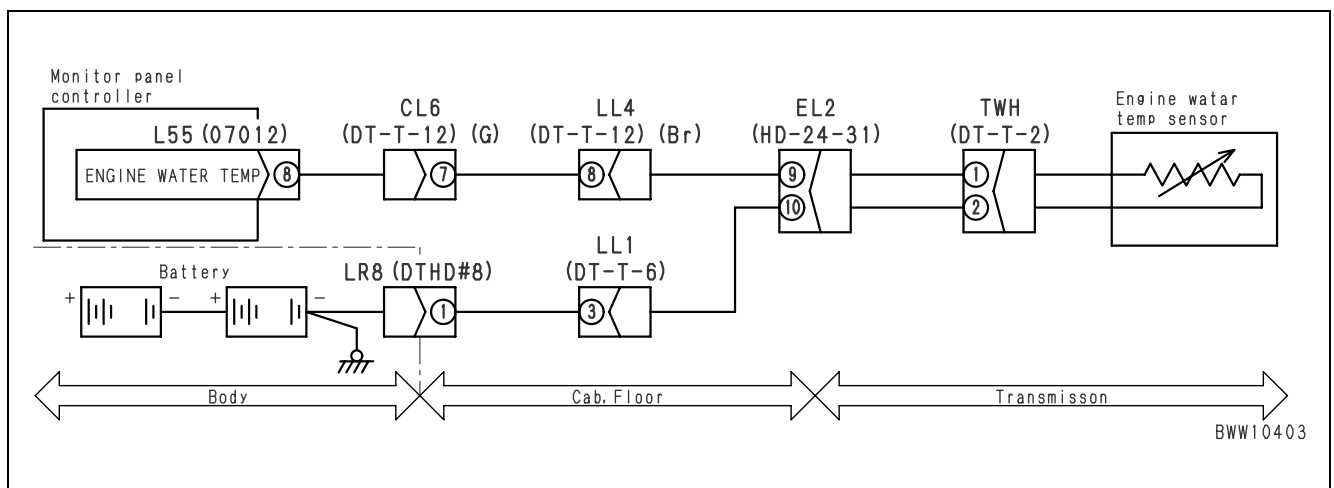 Monitor panel
controller
L55 (07012)
ENGINE WATER TEMP
8
CL6
(DT-T-12) (G)
7
LL4
(DT-T-12) (Br)
8
EL2
(HD-24-31)
9
10
TWH
(DT-T-2)
1
2
Engine watar
temp sensor
Battery
+ - + -
LR8 (DTHD#8)
1
LL1
(DT-T-6)
3
Body
Cab, Floor
Transmisson
BWW10403